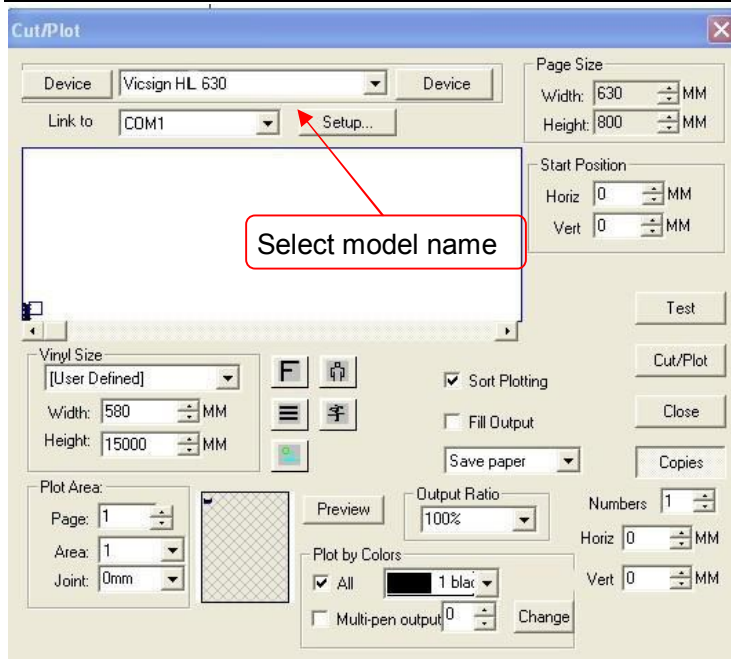 Cut/Plot
Device Vicsign HL 630 Device
Link to COM1 Setup...
Page Size
Width: 630 MM
Height: 800 MM
Start Position
Horiz 0 MM
Vert 0 MM
Select model name
Test
Cut/Plot
Close
Copies
Vinyl Size
[User Defined]
Width: 580 MM
Height: 15000 MM
F
Sort Plotting
Fill Output
Save paper
Plot Area:
Page: 1
Area: 1
Joint: 0mm
Preview
Output Ratio
100%
Numbers 1
Horiz 0 MM
Vert 0 MM
Plot by Colors
All 1 blac
Multi-pen output 0 Change